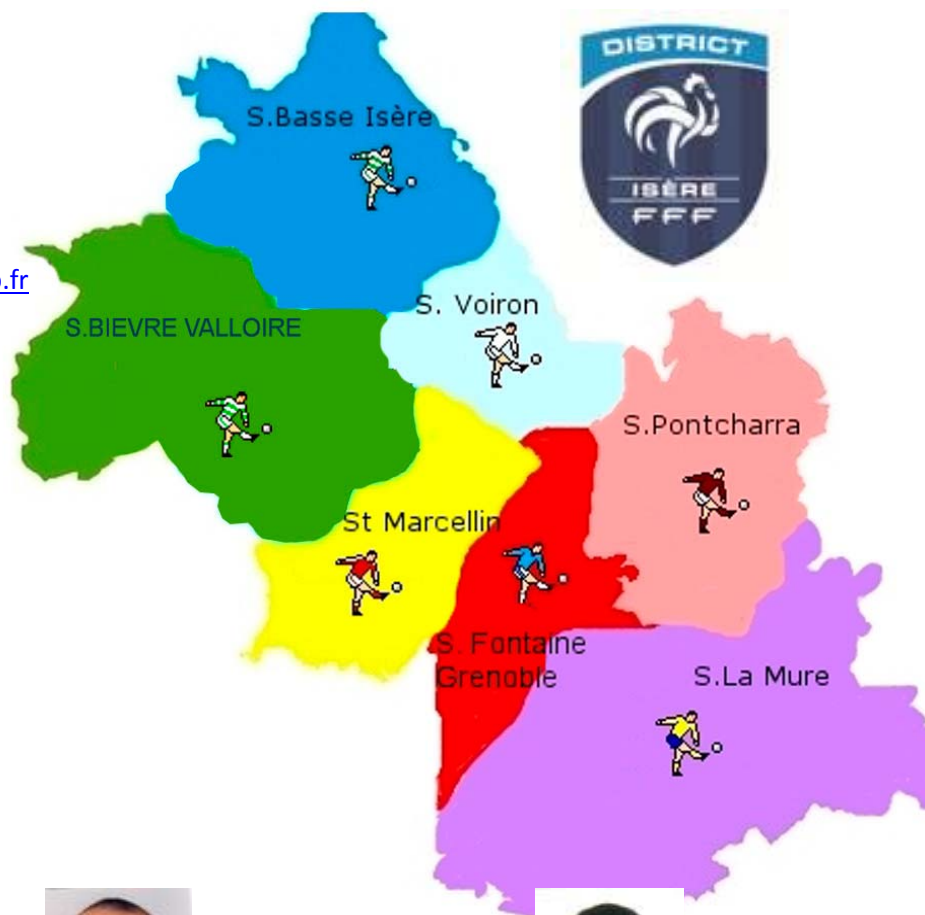 DISTRICT
ISÈRE
FFF
S.Basse Isère
.fr
S. Voiron
S.BIEVRE VALLOIRE
S.Pontcharra
St Marcellin
S. Fontaine
Grenoble
S.La Mure